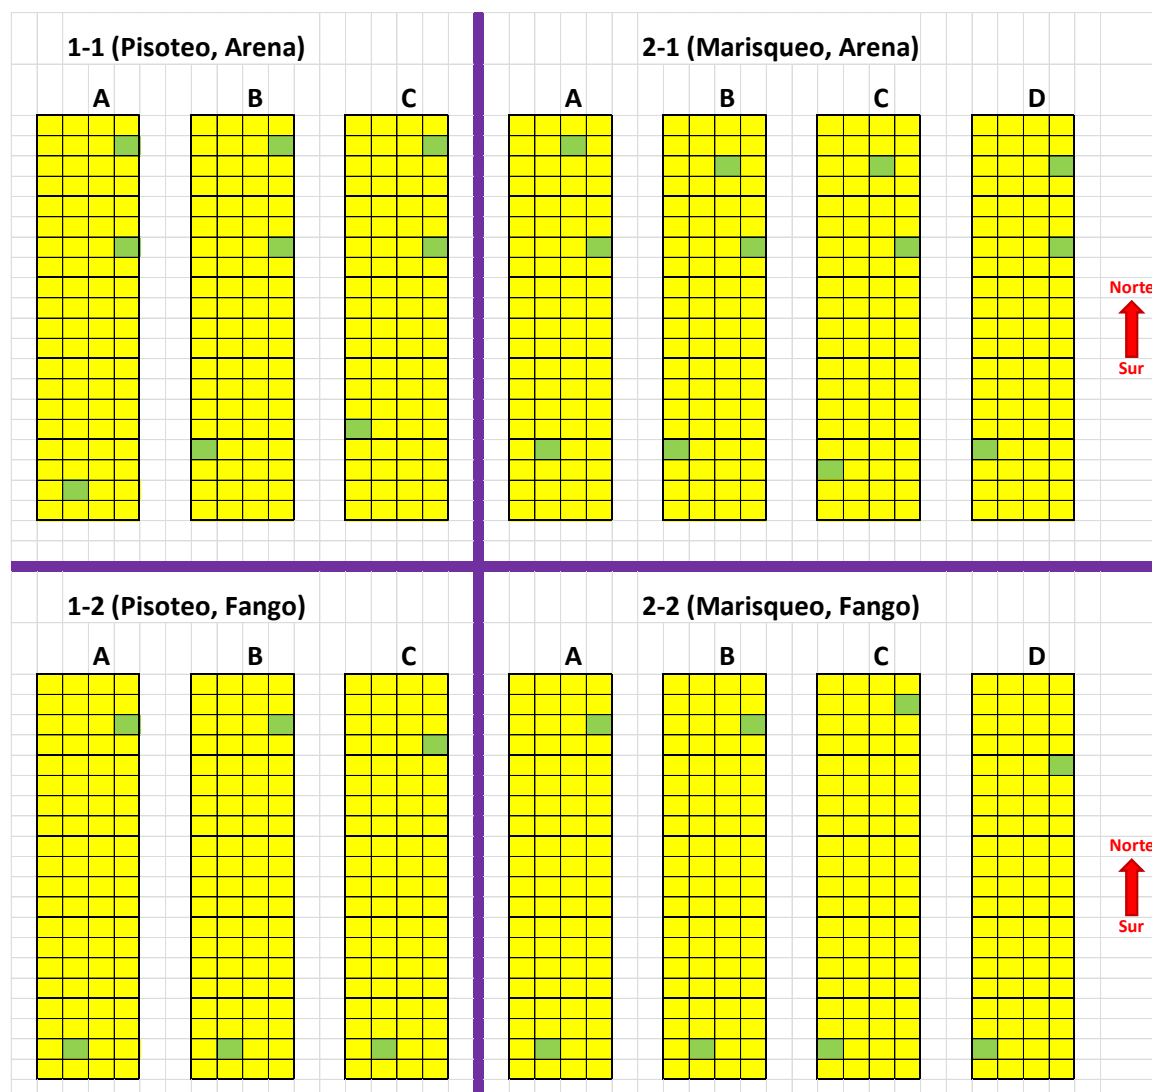 1-1 (Pisoteo, Arena)
2-1 (Marisqueo, Arena)
A B C A B C D
Norte
Sur
1-2 (Pisoteo, Fango)
2-2 (Marisqueo, Fango)
A B C A B C D
Norte
Sur